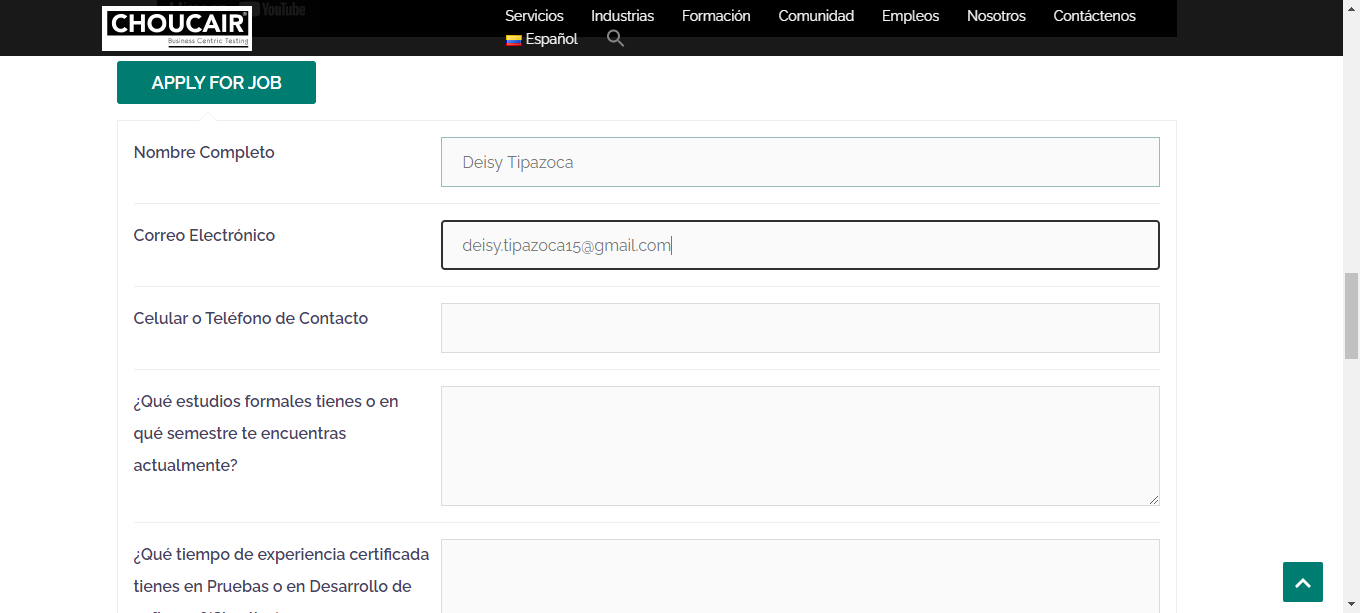 YouTube
CHOUCAIR
Business Centric Testing
Servicios Industrias Formación Comunidad Empleos Nosotros Contáctenos
Español
APPLY FOR JOB
Nombre Completo
Deisy Tipazoca
Correo Electrónico
deisy.tipazoca15@gmail.com
Celular o Teléfono de Contacto
¿Qué estudios formales tienes o en
qué semestre te encuentras
actualmente?
¿Qué tiempo de experiencia certificada
tienes en Pruebas o en Desarrollo de